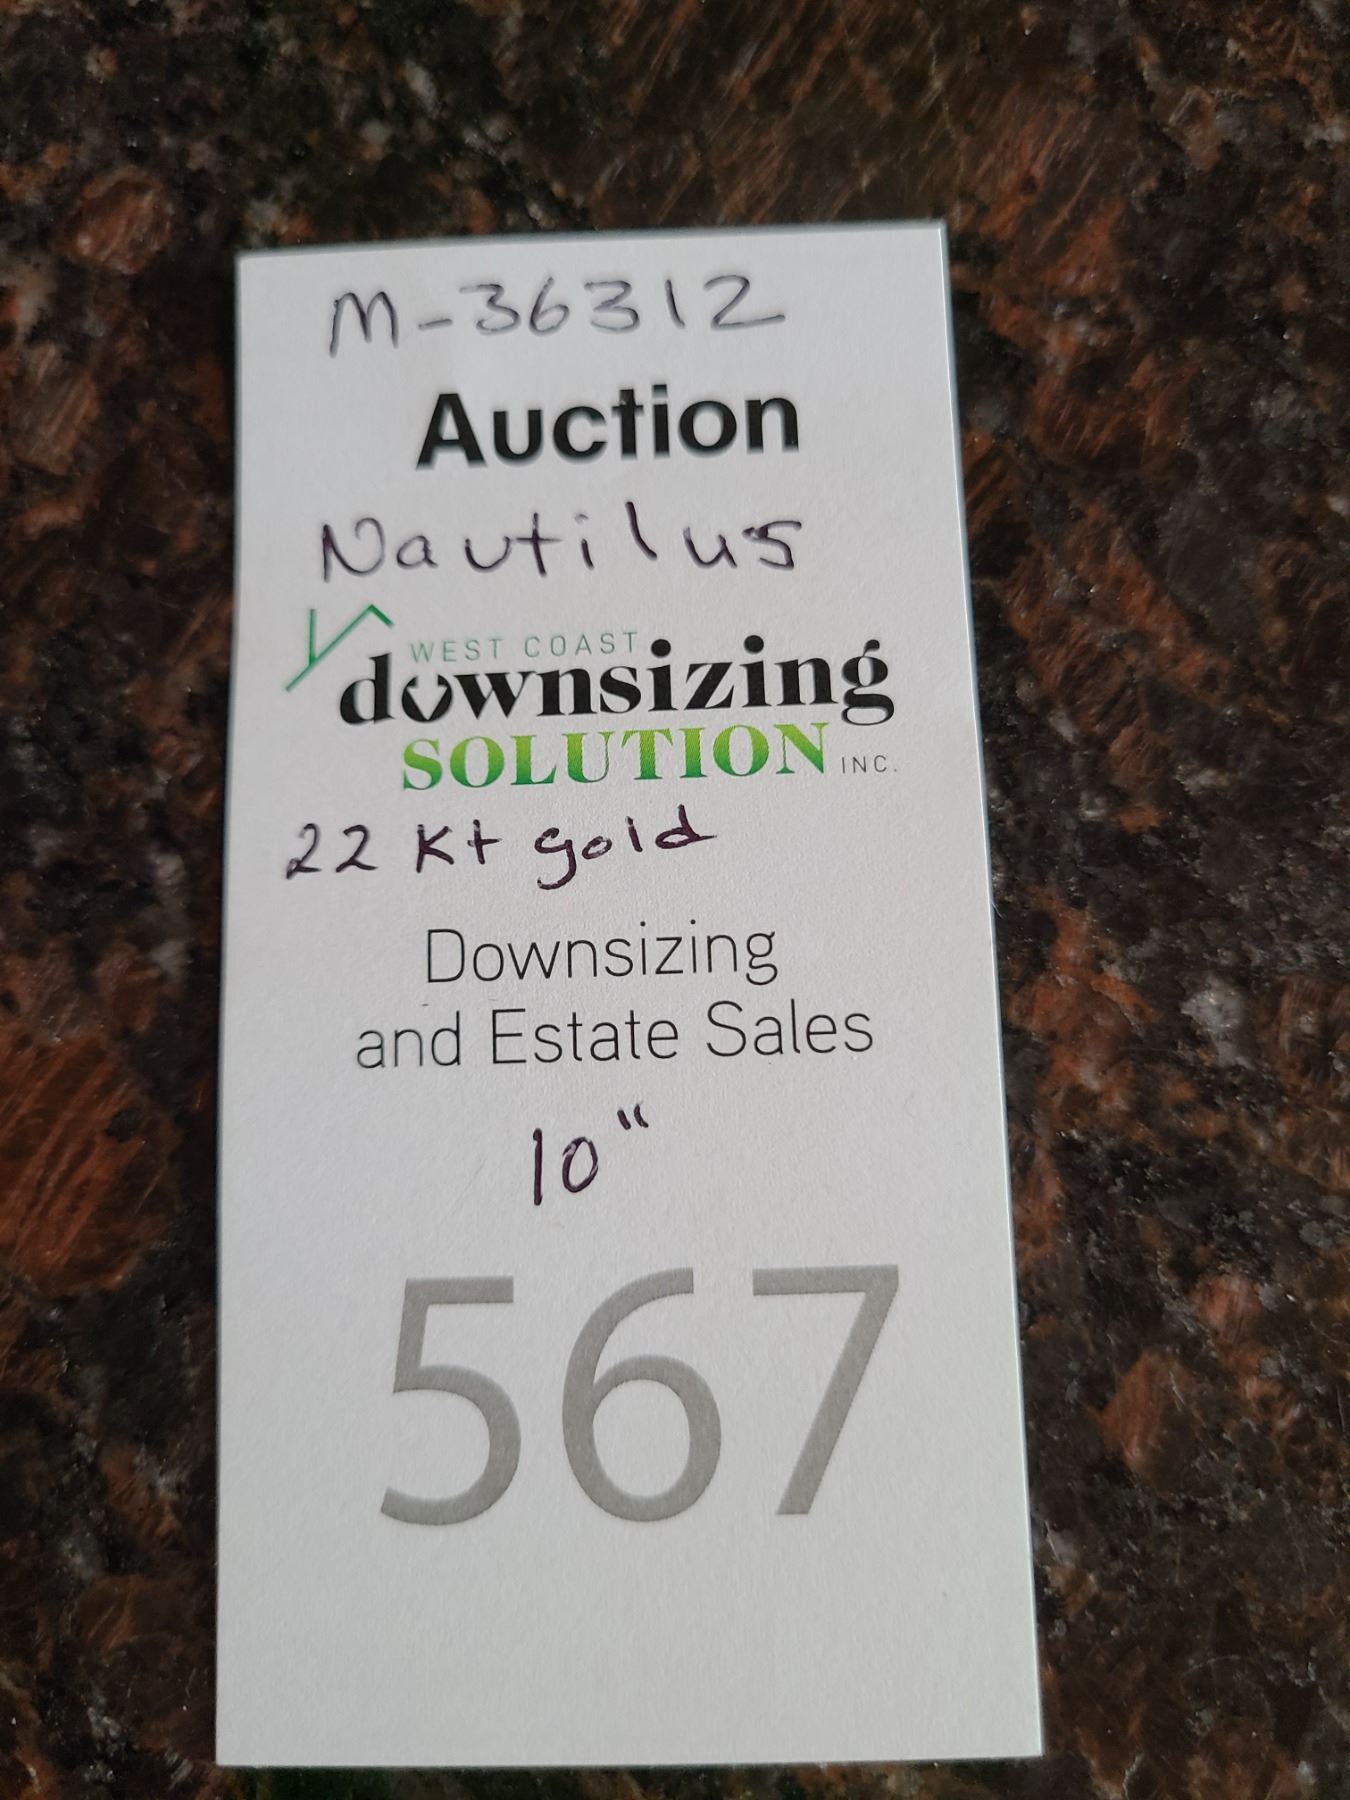 M-36312
Auction
Nautilus
WEST COAST
downsizing
SOLUTION INC.
22 Kt gold
Downsizing
and Estate Sales
10"
567